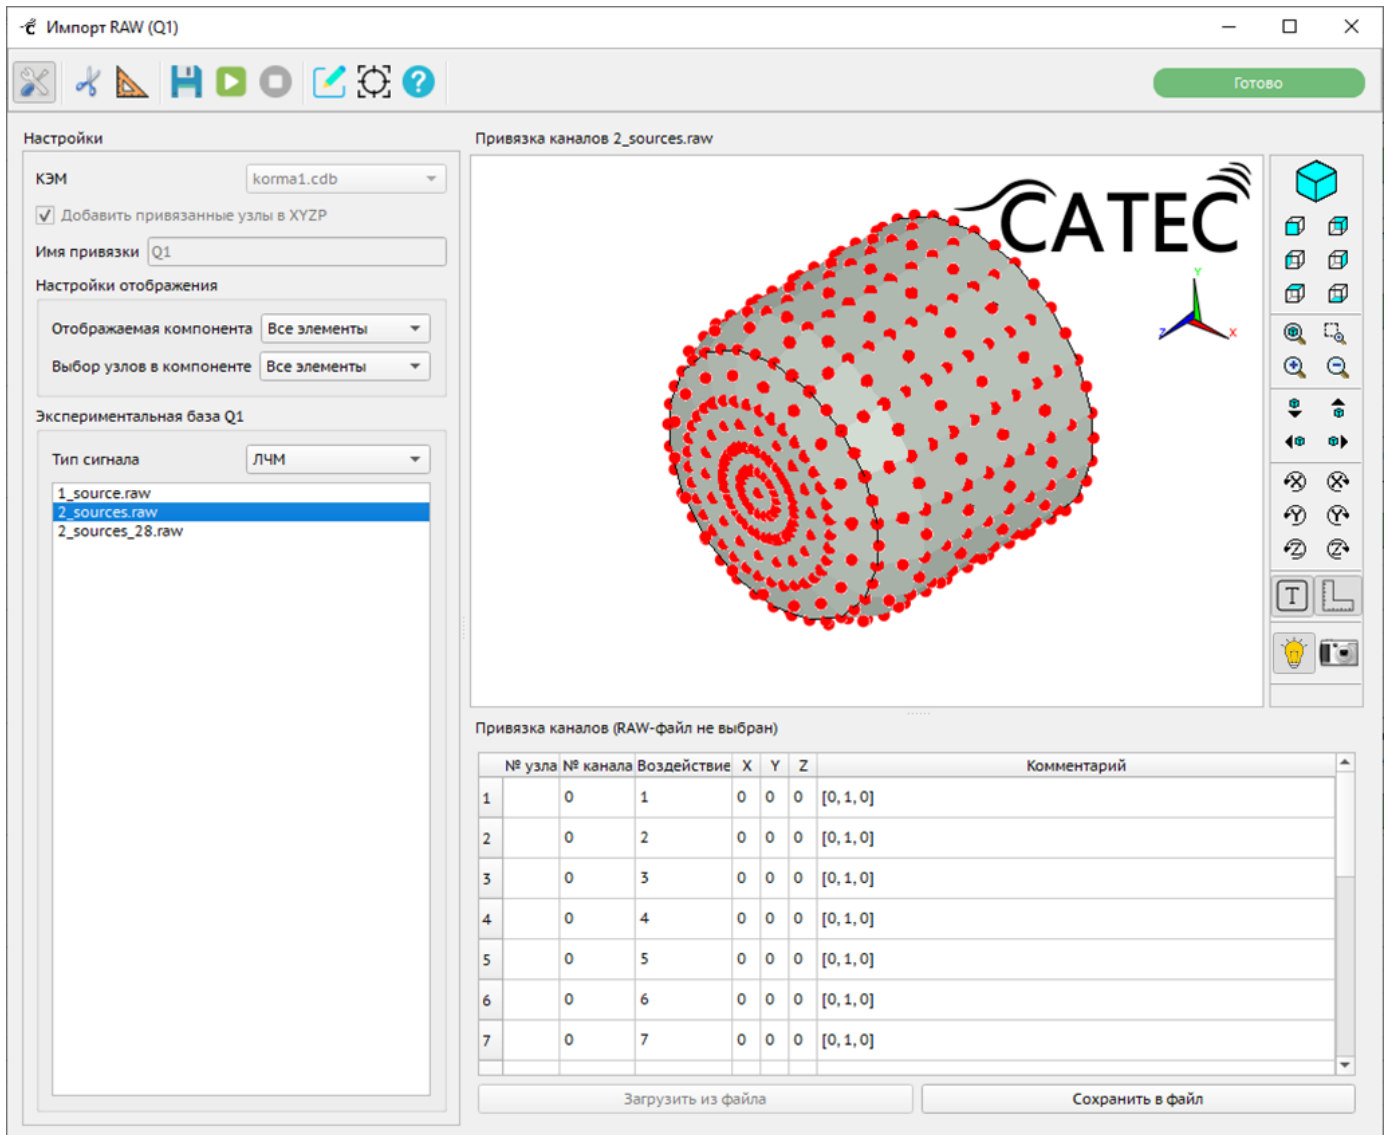 Импорт RAW (Q1)
Готово
Настройки
КЭМ
korma1.cdb
Добавить привязанные узлы в XYZP
Имя привязки
Q1
Настройки отображения
Отображаемая компонента
Все элементы
Выбор узлов в компоненте
Все элементы
Экспериментальная база Q1
Тип сигнала
ЛЧМ
1_source.raw
2_sources.raw
2_sources_28.raw
Привязка каналов 2_sources.raw
CATEC
Y
Z
X
X X
Y Y
Z Z
T
Привязка каналов (RAW-файл не выбран)
№ узла № канала Воздействие X Y Z Комментарий
1 0 1 0 0 0 [0, 1, 0]
2 0 2 0 0 0 [0, 1, 0]
3 0 3 0 0 0 [0, 1, 0]
4 0 4 0 0 0 [0, 1, 0]
5 0 5 0 0 0 [0, 1, 0]
6 0 6 0 0 0 [0, 1, 0]
7 0 7 0 0 0 [0, 1, 0]
Загрузить из файла
Сохранить в файл